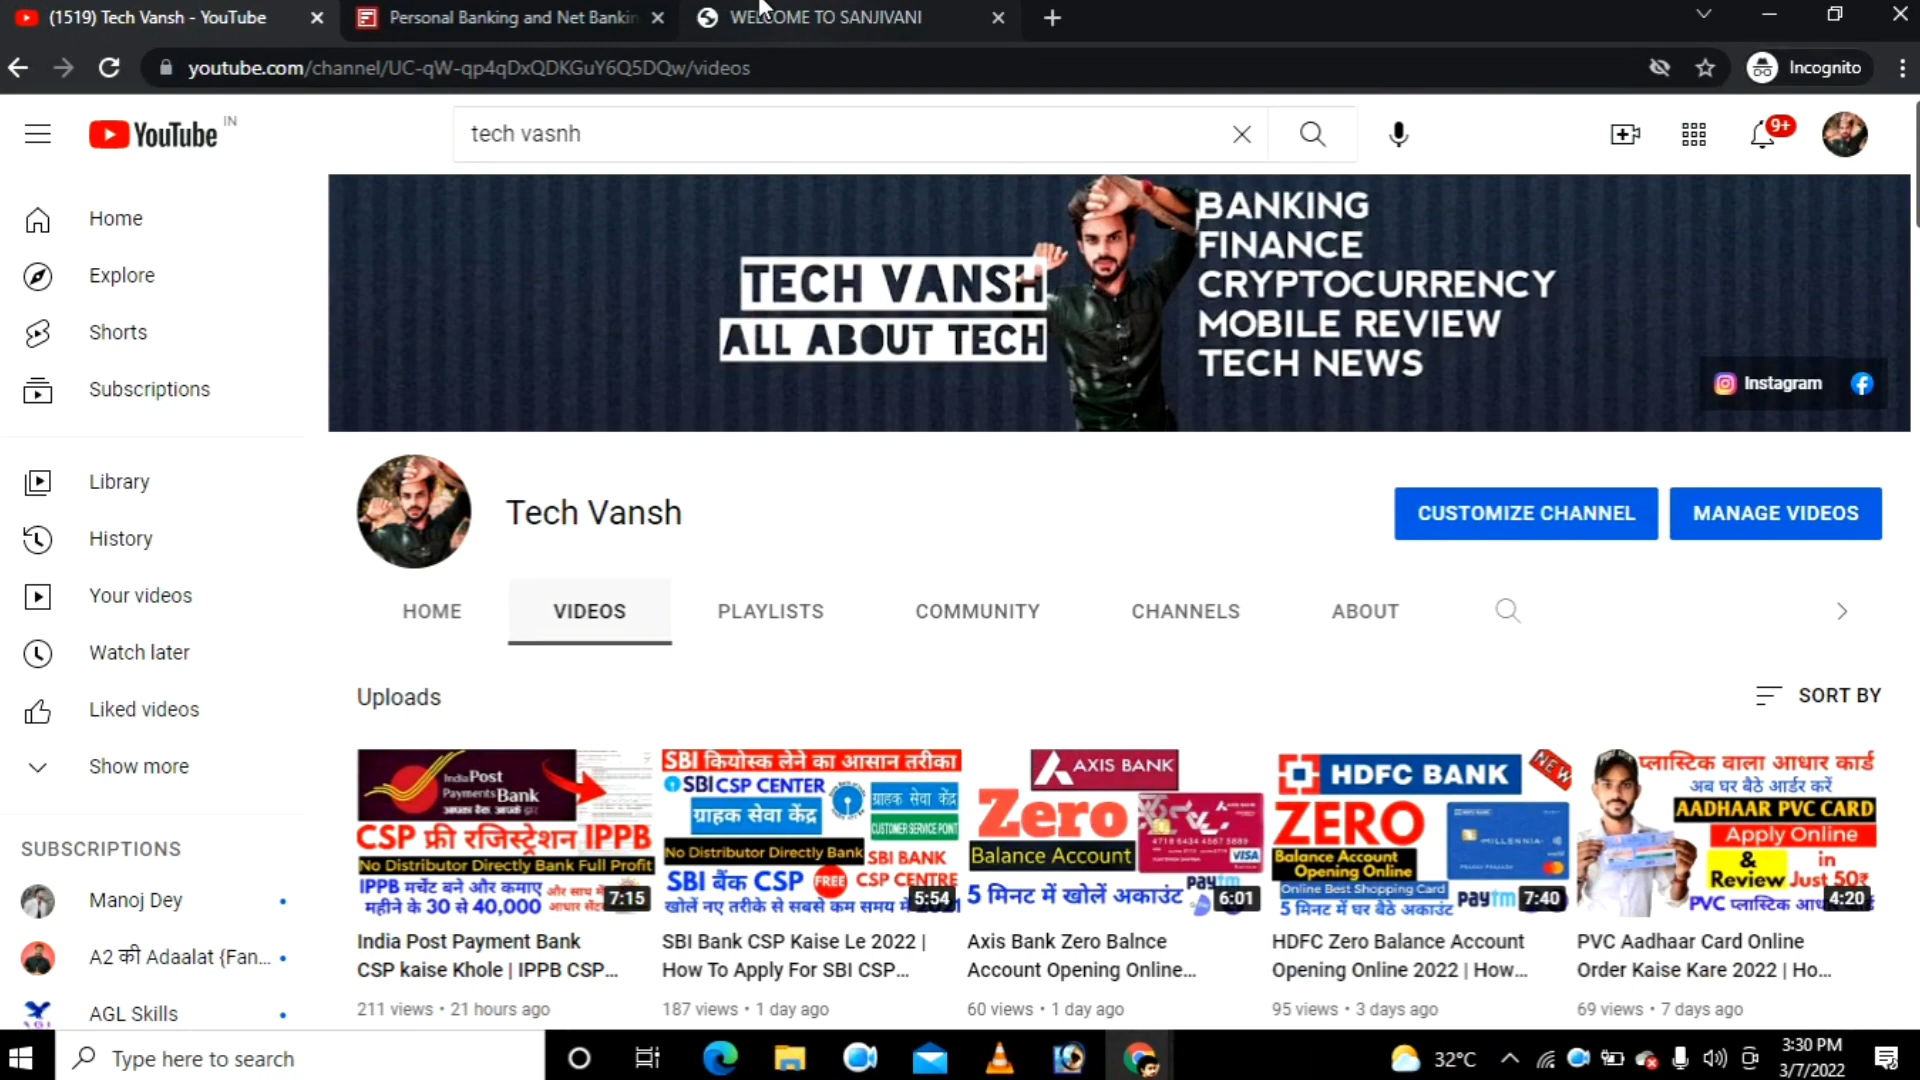 (1519) Tech Vansh - YouTube
Personal Banking and Net Bankin
WELCOME TO SANJIVANI
youtube.com/channel/UC-qW-qp4qDxQDKGuY6Q5DQw/videos
Incognito
YouTube IN
tech vasnh
9+
Home
Explore
Shorts
Subscriptions
Library
History
Your videos
Watch later
Liked videos
Show more
SUBSCRIPTIONS
Manoj Dey
A2 की Adaalat {Fan...
AGL Skills
TECH VANSH
ALL ABOUT TECH
BANKING
FINANCE
CRYPTOCURRENCY
MOBILE REVIEW
TECH NEWS
Instagram
Tech Vansh
CUSTOMIZE CHANNEL
MANAGE VIDEOS
HOME
VIDEOS
PLAYLISTS
COMMUNITY
CHANNELS
ABOUT
Uploads
SORT BY
India Post
Payments Bank
आपका बैंक, आपके द्वार
CSP फ्री रजिस्ट्रेशन IPPB
No Distributor Directly Bank Full Profit
IPPB मर्चेंट बने और कमाए और साथ में
महीने के 30 से 40,000 आधार सेंटर
7:15
India Post Payment Bank
CSP kaise Khole | IPPB CSP...
211 views • 21 hours ago
SBI कियोस्क लेने का आसान तरीका
SBI CSP CENTER
ग्राहक सेवा केंद्र
ग्राहक सेवा केंद्र
CUSTOMER SERVICE POINT
No Distributor Directly Bank
SBI BANK
SBI बैंक CSP FREE CSP CENTRE
खोलें नए तरीके से सबसे कम समय में
5:54
SBI Bank CSP Kaise Le 2022 |
How To Apply For SBI CSP...
187 views • 1 day ago
AXIS BANK
Zero
Balance Account
VISA
5 मिनट में खोलें अकाउंट
paytm
6:01
Axis Bank Zero Balnce
Account Opening Online...
60 views • 1 day ago
HDFC BANK
NEW
ZERO
MILLENNIA
Balance Account
Opening Online
Online Best Shopping Card
5 मिनट में घर बैठे अकाउंट
paytm
7:40
HDFC Zero Balance Account
Opening Online 2022 | How...
95 views • 3 days ago
प्लास्टिक वाला आधार कार्ड
अब घर बैठे आर्डर करें
AADHAAR PVC CARD
Apply Online
&
in
Review Just 50₹
PVC प्लास्टिक
4:20
PVC Aadhaar Card Online
Order Kaise Kare 2022 | Ho...
69 views • 7 days ago
Type here to search
32°C
3:30 PM
3/7/2022